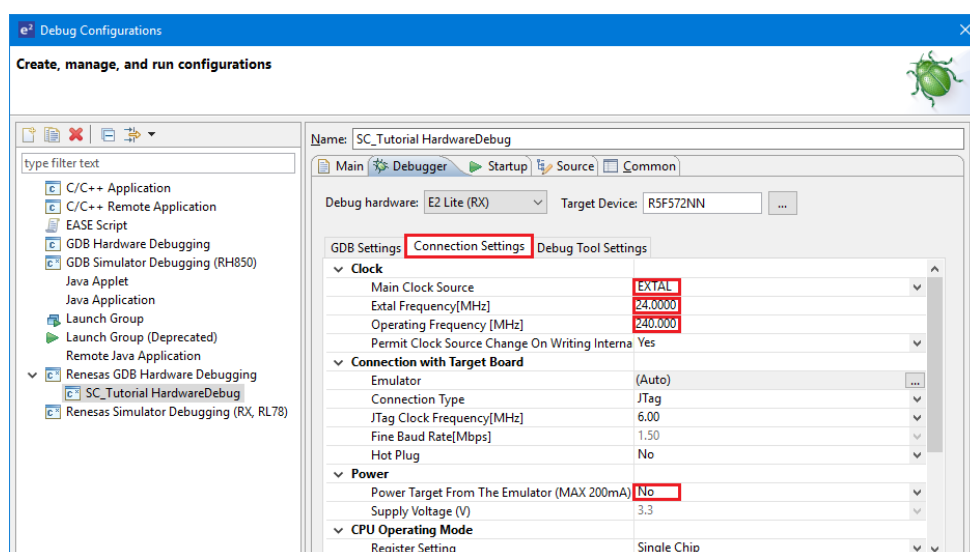 e² Debug Configurations
Create, manage, and run configurations
type filter text
C/C++ Application
C/C++ Remote Application
EASE Script
GDB Hardware Debugging
GDB Simulator Debugging (RH850)
Java Applet
Java Application
Launch Group
Launch Group (Deprecated)
Remote Java Application
Renesas GDB Hardware Debugging
SC_Tutorial HardwareDebug
Renesas Simulator Debugging (RX, RL78)
Name: SC_Tutorial HardwareDebug
Main Debugger Startup Source Common
Debug hardware: E2 Lite (RX) Target Device: R5F572NN ...
GDB Settings Connection Settings Debug Tool Settings
Clock
Main Clock Source EXTAL
Extal Frequency[MHz] 24.0000
Operating Frequency [MHz] 240.000
Permit Clock Source Change On Writing Interna Yes
Connection with Target Board
Emulator (Auto) ...
Connection Type JTag
JTag Clock Frequency[MHz] 6.00
Fine Baud Rate[Mbps] 1.50
Hot Plug No
Power
Power Target From The Emulator (MAX 200mA) No
Supply Voltage (V) 3.3
CPU Operating Mode
Register Setting Single Chip